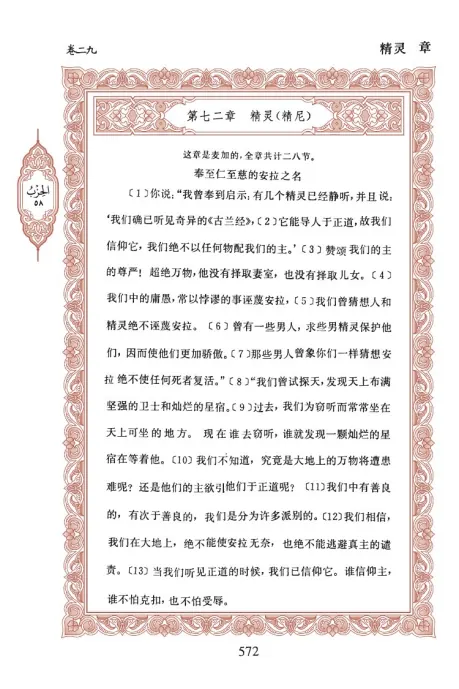 卷二九
精灵 章
第七二章 精灵(精尼)
الحزب
٥٨
这章是麦加的,全章共计二八节。
奉至仁至慈的安拉之名
〔1〕你说:“我曾奉到启示:有几个精灵已经静听,并且说:
‘我们确已听见奇异的《古兰经》,〔2〕它能导人于正道,故我们
信仰它,我们绝不以任何物配我们的主。’〔3〕赞颂我们的主
的尊严!超绝万物,他没有择取妻室,也没有择取儿女。〔4〕
我们中的庸愚,常以悖谬的事诬蔑安拉,〔5〕我们曾猜想人和
精灵绝不诬蔑安拉。〔6〕曾有一些男人,求些男精灵保护他
们,因而使他们更加骄傲。〔7〕那些男人曾象你们一样猜想安
拉绝不使任何死者复活。”〔8〕“我们曾试探天,发现天上布满
坚强的卫士和灿烂的星宿。〔9〕过去,我们为窃听而常常坐在
天上可坐的地方。现在谁去窃听,谁就发现一颗灿烂的星
宿在等着他。〔10〕我们不知道,究竟是大地上的万物将遭患
难呢?还是他们的主欲引他们于正道呢?〔11〕我们中有善良
的,有次于善良的,我们是分为许多派别的。〔12〕我们相信,
我们在大地上,绝不能使安拉无奈,也绝不能逃避真主的谴
责。〔13〕当我们听见正道的时候,我们已信仰它。谁信仰主,
谁不怕克扣,也不怕受辱。
572